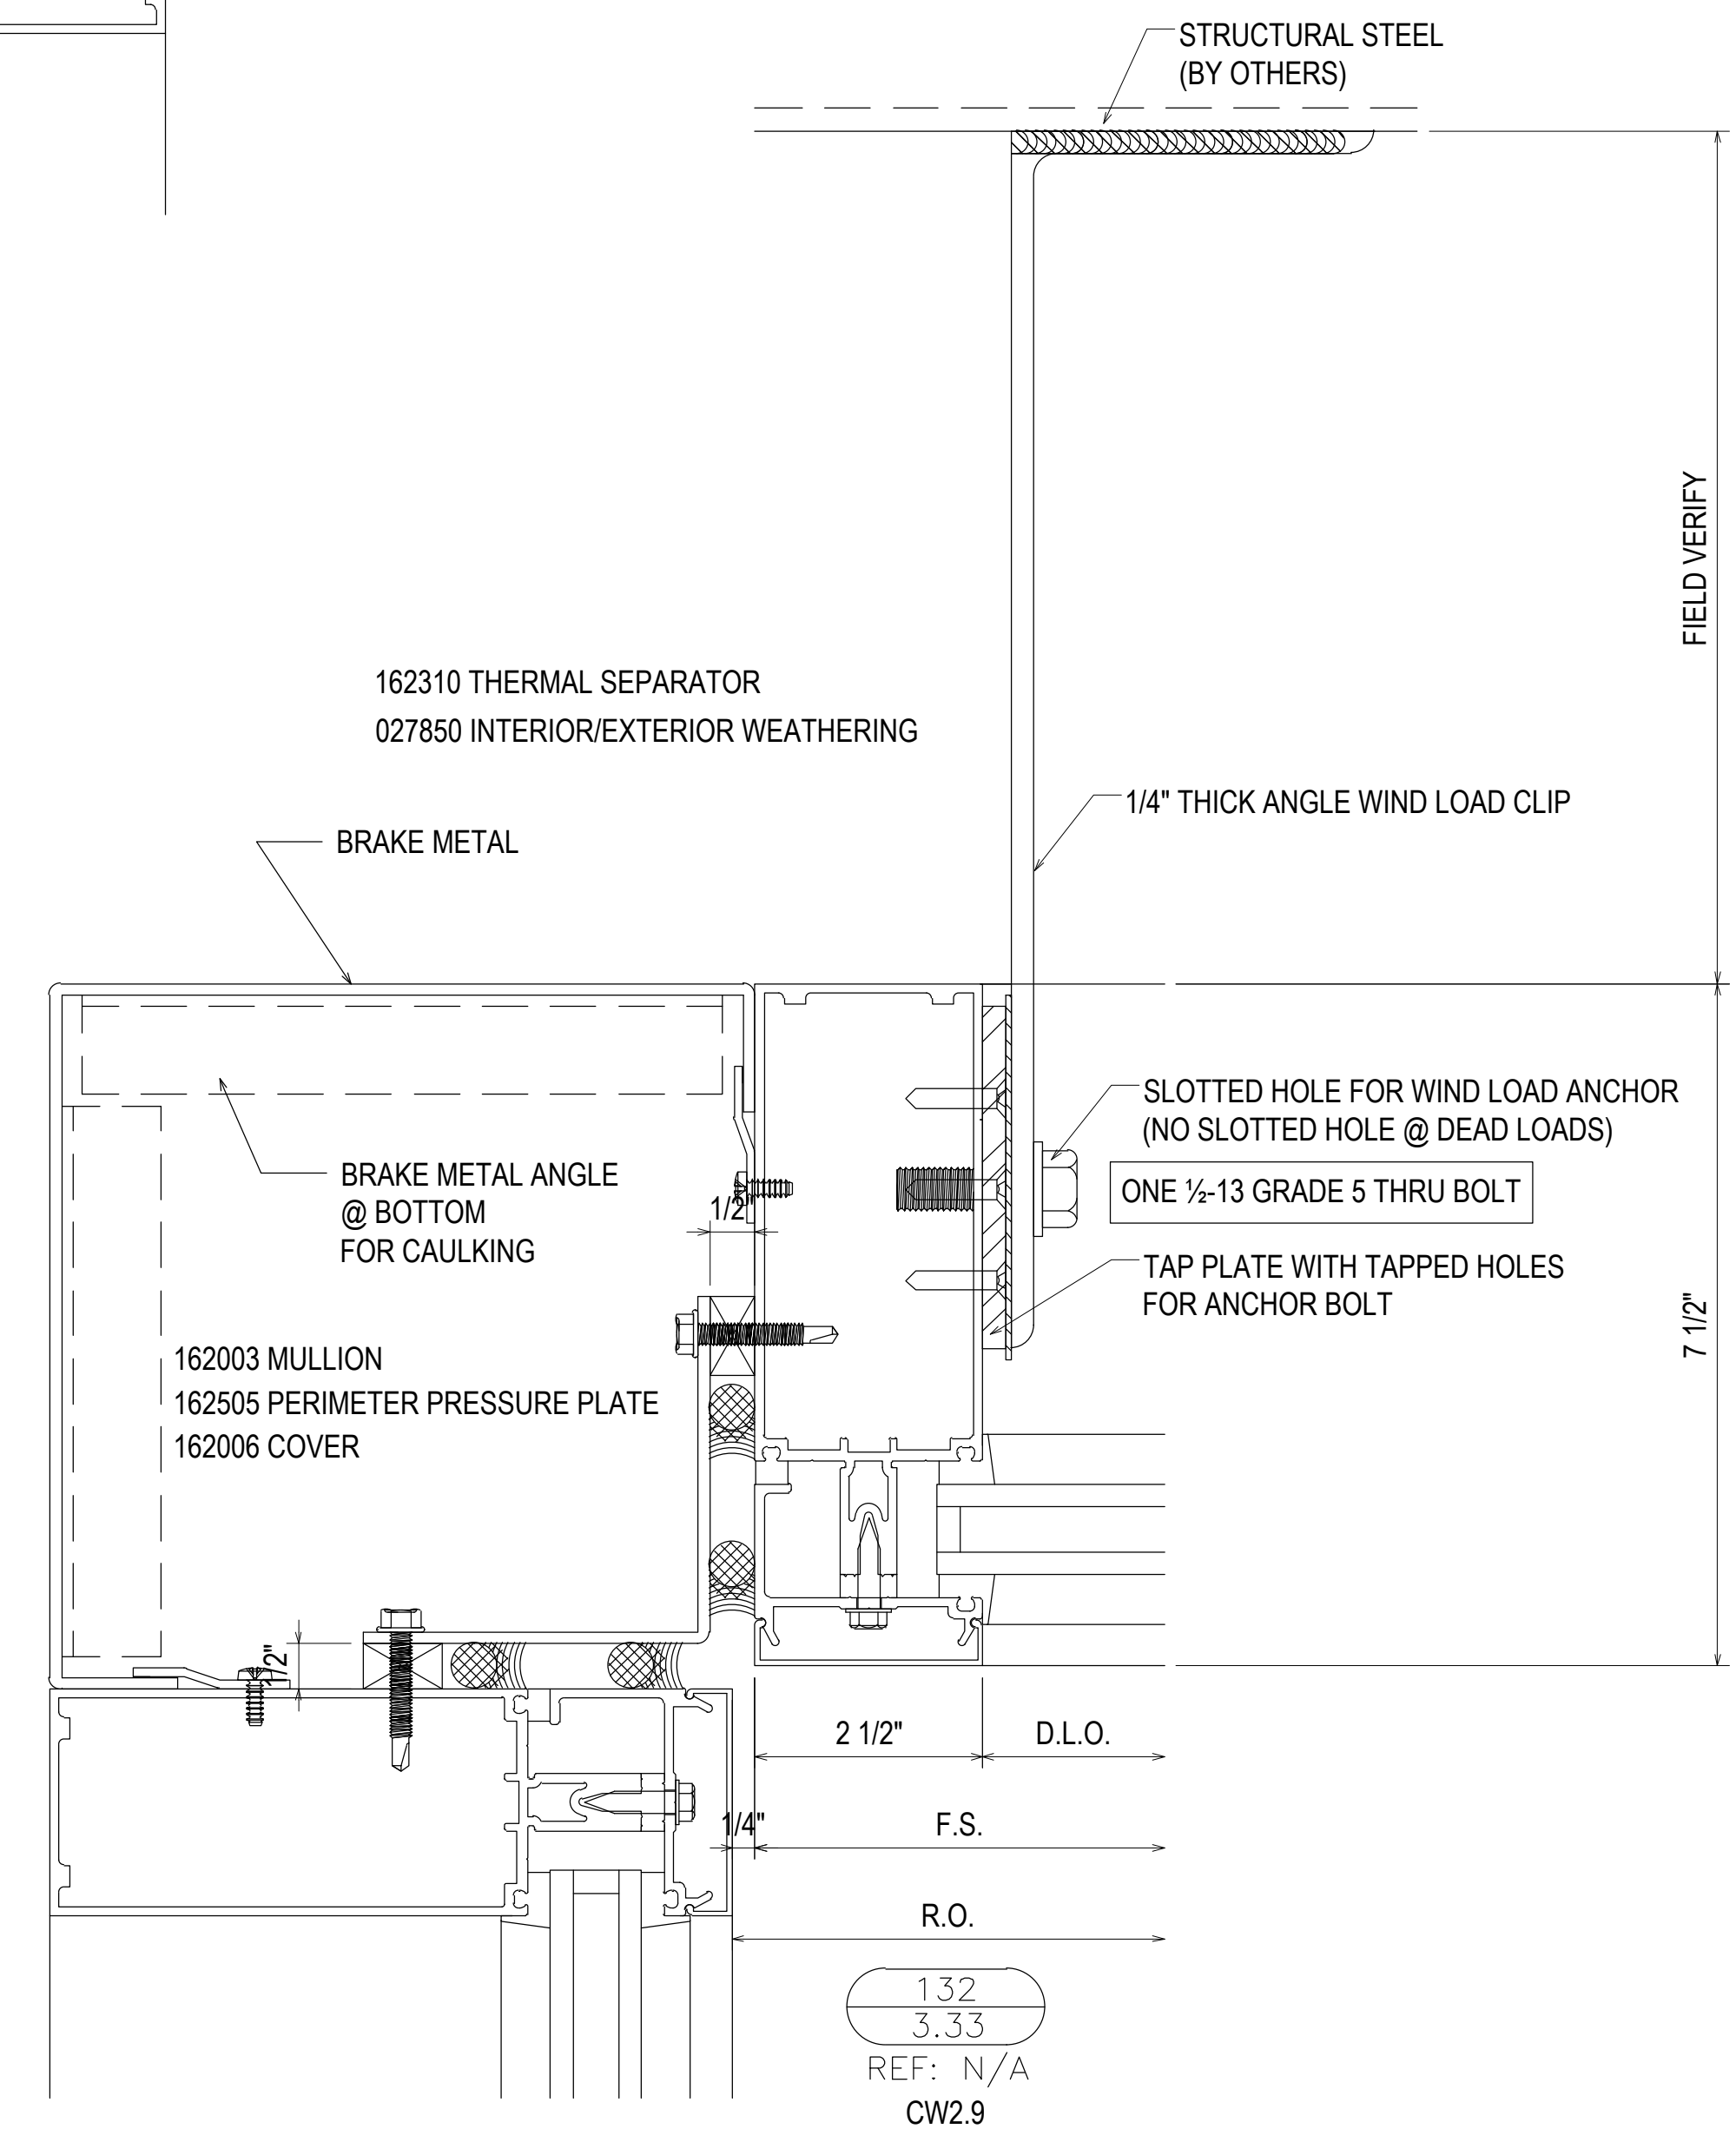 STRUCTURAL STEEL
(BY OTHERS)
FIELD VERIFY
162310 THERMAL SEPARATOR
027850 INTERIOR/EXTERIOR WEATHERING
1/4" THICK ANGLE WIND LOAD CLIP
BRAKE METAL
SLOTTED HOLE FOR WIND LOAD ANCHOR
(NO SLOTTED HOLE @ DEAD LOADS)
ONE ½-13 GRADE 5 THRU BOLT
BRAKE METAL ANGLE
@ BOTTOM
FOR CAULKING
1/2"
TAP PLATE WITH TAPPED HOLES
FOR ANCHOR BOLT
7 1/2"
162003 MULLION
162505 PERIMETER PRESSURE PLATE
162006 COVER
1/2"
2 1/2"
D.L.O.
1/4"
F.S.
R.O.
132
3.33
REF: N/A
CW2.9